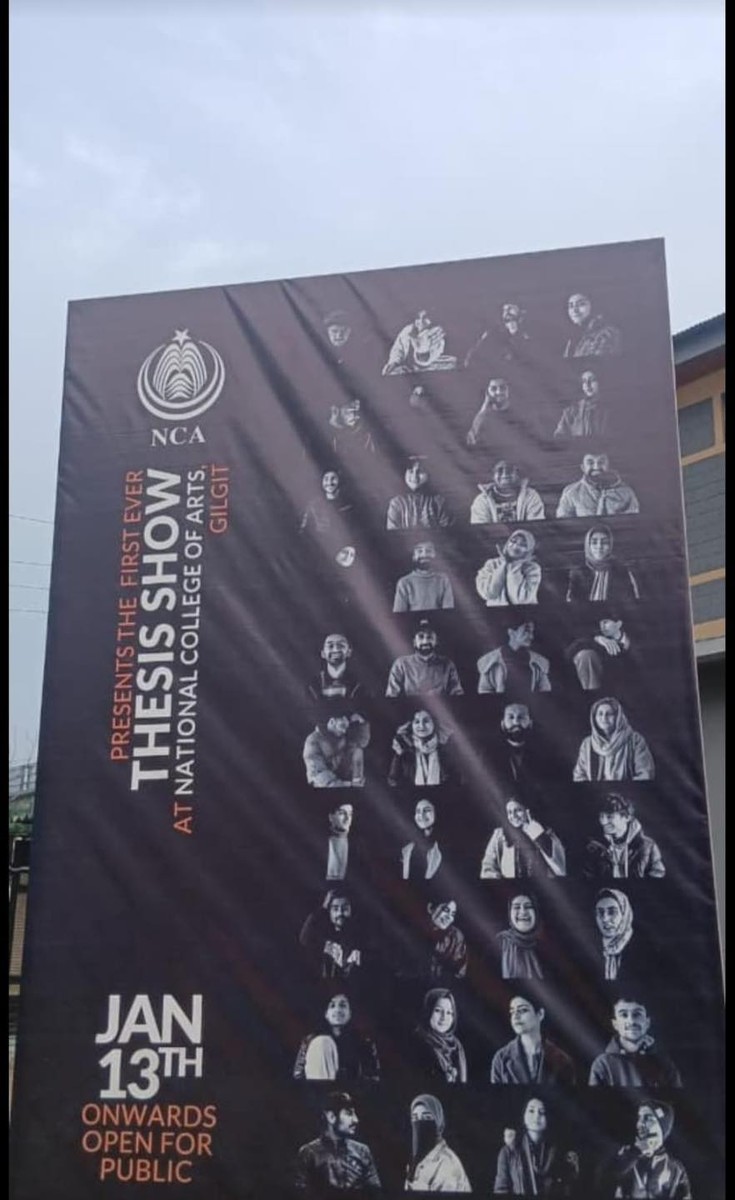 NCA
PRESENTS THE FIRST EVER
THESIS SHOW
AT NATIONAL COLLEGE OF ARTS,
GILGIT
JAN
13TH
ONWARDS
OPEN FOR
PUBLIC